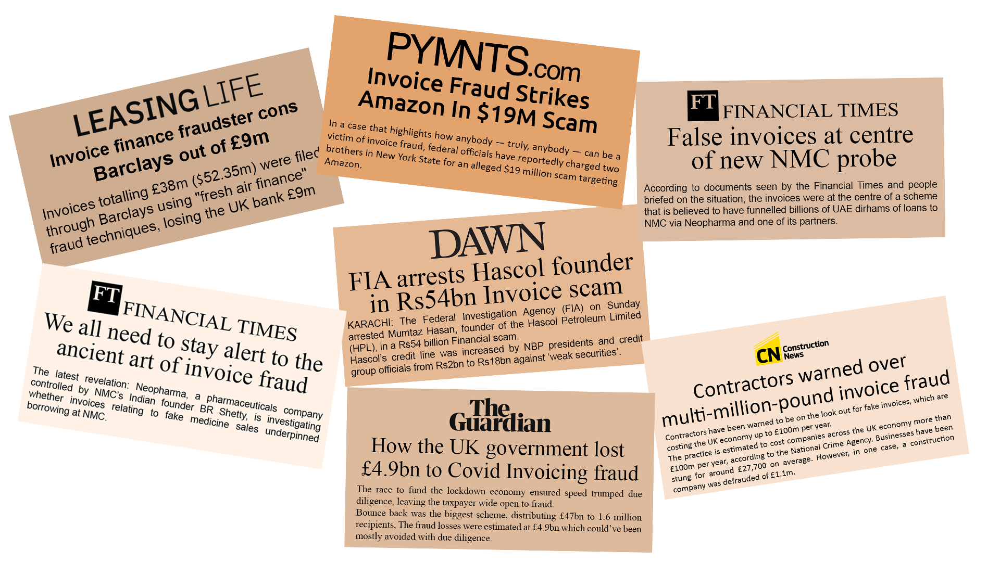 LEASING LIFE
Invoice finance fraudster cons
Barclays out of £9m
Invoices totalling £38m ($52.35m) were filed
through Barclays using "fresh air finance"
fraud techniques, losing the UK bank £9m
PYMNTS.com
Invoice Fraud Strikes
Amazon In $19M Scam
In a case that highlights how anybody — truly, anybody — can be a
victim of invoice fraud, federal officials have reportedly charged two
brothers in New York State for an alleged $19 million scam targeting
Amazon.
FT FINANCIAL TIMES
False invoices at centre
of new NMC probe
According to documents seen by the Financial Times and people
briefed on the situation, the invoices were at the centre of a scheme
that is believed to have funnelled billions of UAE dirhams of loans to
NMC via Neopharma and one of its partners.
DAWN
FIA arrests Hascol founder
in Rs54bn Invoice scam
KARACHI: The Federal Investigation Agency (FIA) on Sunday
arrested Mumtaz Hasan, founder of the Hascol Petroleum Limited
(HPL), in a Rs54 billion Financial scam.
Hascol's credit line was increased by NBP presidents and credit
group officials from Rs2bn to Rs18bn against 'weak securities'.
FT FINANCIAL TIMES
We all need to stay alert to the
ancient art of invoice fraud
The latest revelation: Neopharma, a pharmaceuticals company
controlled by NMC's Indian founder BR Shetty, is investigating
whether invoices relating to fake medicine sales underpinned
borrowing at NMC.
The
Guardian
How the UK government lost
£4.9bn to Covid Invoicing fraud
The race to fund the lockdown economy ensured speed trumped due
diligence, leaving the taxpayer wide open to fraud.
Bounce back was the biggest scheme, distributing £47bn to 1.6 million
recipients, The fraud losses were estimated at £4.9bn which could've been
mostly avoided with due diligence.
CN Construction
News
Contractors warned over
multi-million-pound invoice fraud
Contractors have been warned to be on the look out for fake invoices, which are
costing the UK economy up to £100m per year.
The practice is estimated to cost companies across the UK economy more than
£100m per year, according to the National Crime Agency. Businesses have been
stung for around £27,700 on average. However, in one case, a construction
company was defrauded of £1.1m.